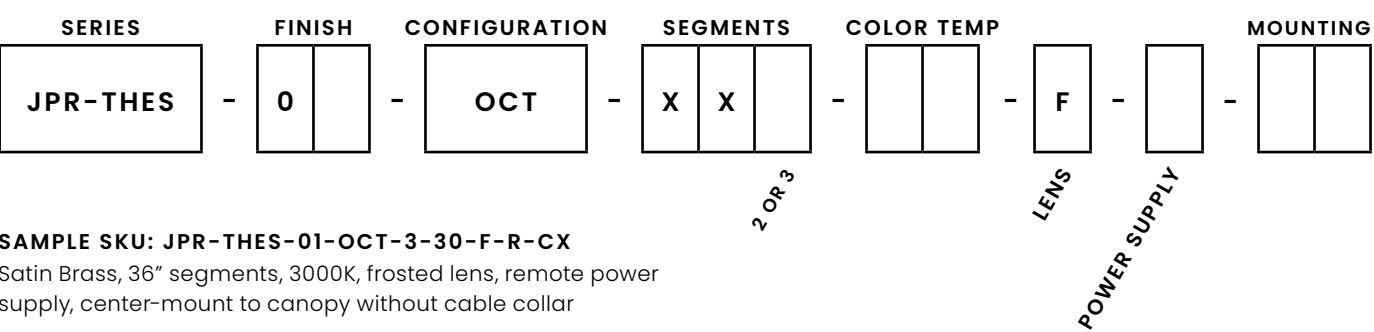 SERIES FINISH CONFIGURATION SEGMENTS COLOR TEMP MOUNTING
JPR-THES - 0 - OCT - X X - - F - -
2 OR 3
LENS
POWER SUPPLY
SAMPLE SKU: JPR-THES-01-OCT-3-30-F-R-CX
Satin Brass, 36” segments, 3000K, frosted lens, remote power
supply, center-mount to canopy without cable collar